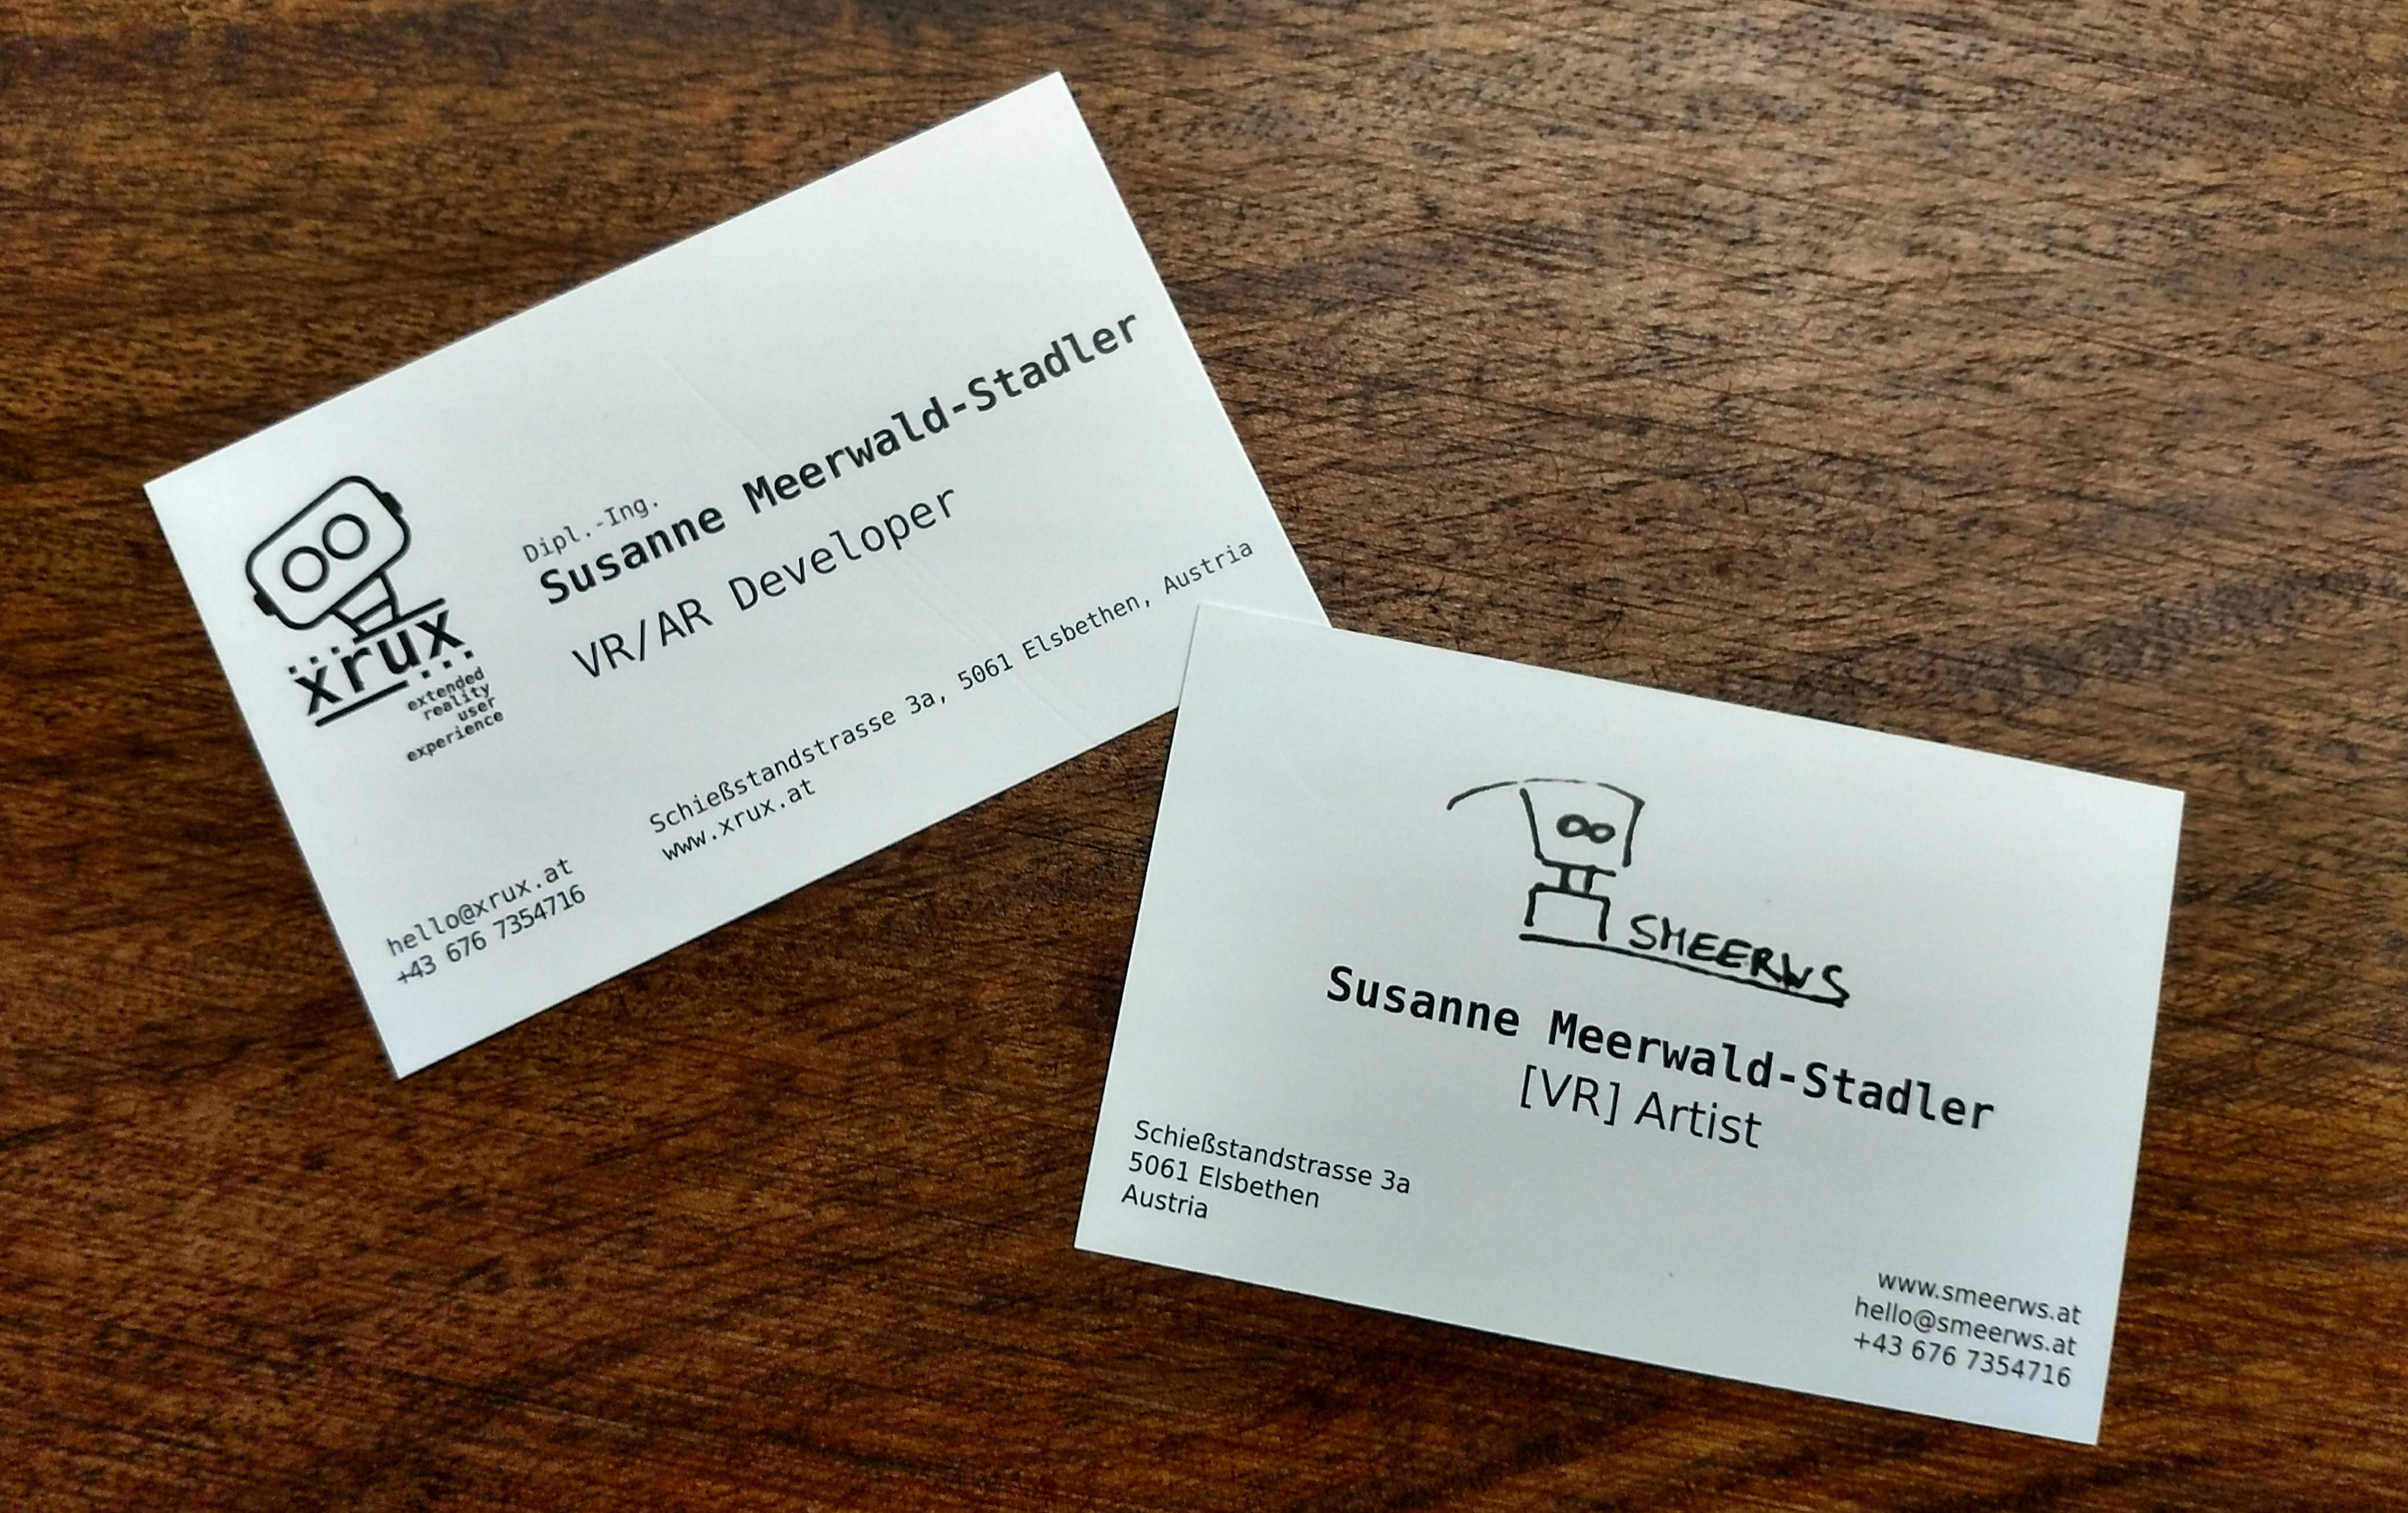 xrux
extended
reality
user
experience
Dipl.-Ing.
Susanne Meerwald-Stadler
VR/AR Developer
hello@xrux.at
+43 676 7354716
Schießstandstrasse 3a, 5061 Elsbethen, Austria
www.xrux.at
SMEERWS
Susanne Meerwald-Stadler
[VR] Artist
Schießstandstrasse 3a
5061 Elsbethen
Austria
www.smeerws.at
hello@smeerws.at
+43 676 7354716